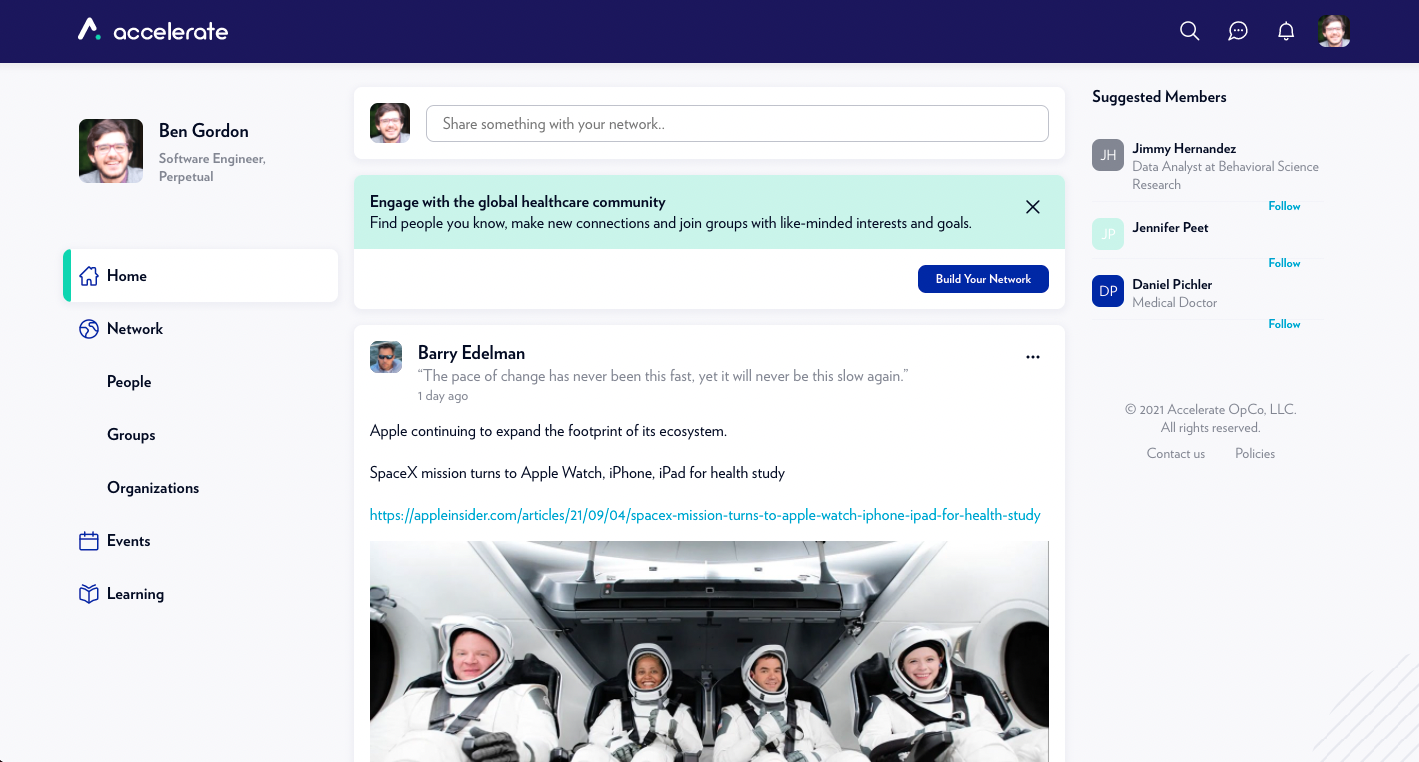 accelerate
Ben Gordon
Software Engineer,
Perpetual
Home
Network
People
Groups
Organizations
Events
Learning
Share something with your network..
Engage with the global healthcare community
Find people you know, make new connections and join groups with like-minded interests and goals.
Build Your Network
Barry Edelman
“The pace of change has never been this fast, yet it will never be this slow again.”
1 day ago
Apple continuing to expand the footprint of its ecosystem.
SpaceX mission turns to Apple Watch, iPhone, iPad for health study
https://appleinsider.com/articles/21/09/04/spacex-mission-turns-to-apple-watch-iphone-ipad-for-health-study
Suggested Members
JH
Jimmy Hernandez
Data Analyst at Behavioral Science
Research
Follow
JP
Jennifer Peet
Follow
DP
Daniel Pichler
Medical Doctor
Follow
© 2021 Accelerate OpCo, LLC.
All rights reserved.
Contact us Policies